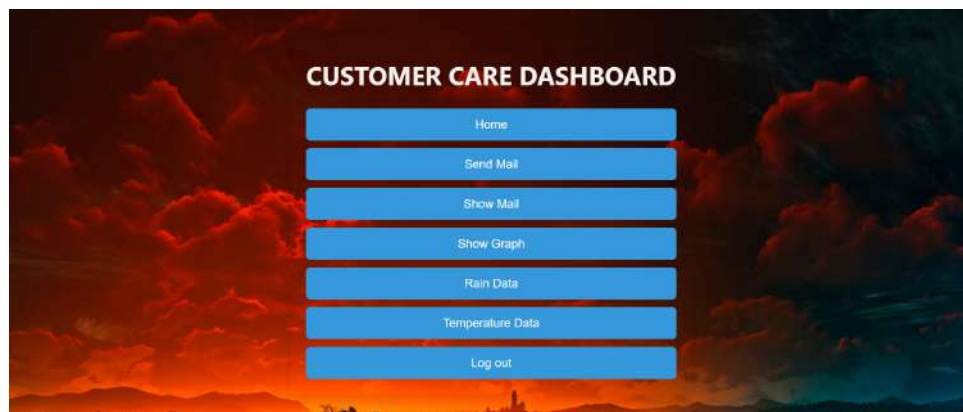 CUSTOMER CARE DASHBOARD
Home
Send Mail
Show Mail
Show Graph
Rain Data
Temperature Data
Log out